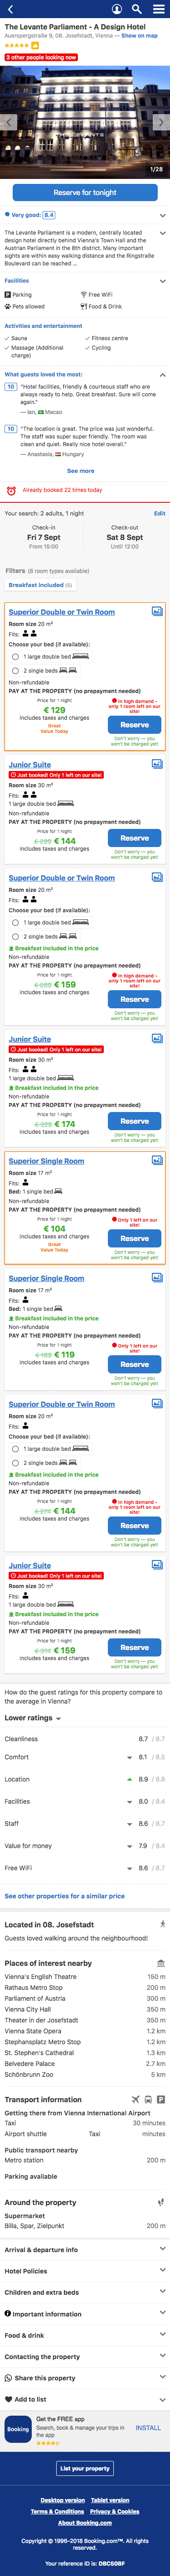 The Levante Parliament - A Design Hotel
Auerspergstraße 9, 08. Josefstadt, Vienna — Show on map
3 other people looking now
1/28
Reserve for tonight
Very good: 8.4
The Levante Parliament is a modern, centrally located
design hotel directly behind Vienna's Town Hall and the
Austrian Parliament in the 8th district. Many important
sights are within easy walking distance and the Ringstraße
Boulevard can be reached ...
Facilities
Parking
Free WiFi
Pets allowed
Food & Drink
Activities and entertainment
Sauna
Fitness centre
Massage (Additional charge)
Cycling
What guests loved the most:
10 "Hotel facilities, friendly & courteous staff who are
always ready to help. Great breakfast. Sure will come
again."
— Ian, Macao
10 "The location is great. The price was just wonderful.
The staff was super super friendly. The room was
clean and quiet. Really nice hotel overall."
— Anastasia, Hungary
See more
Already booked 22 times today
Your search: 2 adults, 1 night
Edit
Check-in
Fri 7 Sept
From 15:00
Check-out
Sat 8 Sept
Until 12:00
Filters (8 room types available)
Breakfast included (5)
Superior Double or Twin Room
Room size 20 m²
Fits:
Choose your bed (if available):
1 large double bed
2 single beds
Non-refundable
PAY AT THE PROPERTY (no prepayment needed)
Price for 1 night
€ 129
includes taxes and charges
Great
Value Today
In high demand -
only 1 room left on our
site!
Reserve
Don't worry — you
won't be charged yet!
Junior Suite
Just booked! Only 1 left on our site!
Room size 30 m²
Fits:
1 large double bed
Non-refundable
PAY AT THE PROPERTY (no prepayment needed)
Price for 1 night
€ 144
includes taxes and charges
Reserve
Don't worry — you
won't be charged yet!
Superior Double or Twin Room
Room size 20 m²
Fits:
Choose your bed (if available):
1 large double bed
2 single beds
Breakfast included in the price
Non-refundable
PAY AT THE PROPERTY (no prepayment needed)
Price for 1 night
€ 159
includes taxes and charges
In high demand -
only 1 room left on our
site!
Reserve
Don't worry — you
won't be charged yet!
Junior Suite
Just booked! Only 1 left on our site!
Room size 30 m²
Fits:
Breakfast included in the price
1 large double bed
Non-refundable
PAY AT THE PROPERTY (no prepayment needed)
Price for 1 night
€ 174
includes taxes and charges
Reserve
Don't worry — you
won't be charged yet!
Superior Single Room
Room size 17 m²
Fits:
Bed: 1 single bed
Non-refundable
PAY AT THE PROPERTY (no prepayment needed)
Price for 1 night
€ 104
includes taxes and charges
Great
Value Today
Only 1 left on our
site!
Reserve
Don't worry — you
won't be charged yet!
Superior Single Room
Room size 17 m²
Fits:
Bed: 1 single bed
Breakfast included in the price
Non-refundable
PAY AT THE PROPERTY (no prepayment needed)
Price for 1 night
€ 119
includes taxes and charges
Only 1 left on our
site!
Reserve
Don't worry — you
won't be charged yet!
Superior Double or Twin Room
Room size 20 m²
Fits:
Choose your bed (if available):
1 large double bed
2 single beds
Breakfast included in the price
Non-refundable
PAY AT THE PROPERTY (no prepayment needed)
Price for 1 night
€ 144
includes taxes and charges
In high demand -
only 1 room left on our
site!
Reserve
Don't worry — you
won't be charged yet!
Junior Suite
Just booked! Only 1 left on our site!
Room size 30 m²
Fits:
1 large double bed
Breakfast included in the price
Non-refundable
PAY AT THE PROPERTY (no prepayment needed)
Price for 1 night
€ 159
includes taxes and charges
Reserve
Don't worry — you
won't be charged yet!
How do the guest ratings for this property compare to
the average in Vienna?
Lower ratings
Cleanliness 8.7 / 8.7
Comfort 8.1 / 8.5
Location 8.9 / 8.8
Facilities 8.0 / 8.4
Staff 8.6 / 8.7
Value for money 7.9 / 8.4
Free WiFi 8.6 / 8.7
See other properties for a similar price
Located in 08. Josefstadt
Guests loved walking around the neighbourhood!
Places of interest nearby
Vienna's English Theatre 150 m
Rathaus Metro Stop 200 m
Parliament of Austria 300 m
Vienna City Hall 350 m
Theater in der Josefstadt 350 m
Vienna State Opera 1.2 km
Stephansplatz Metro Stop 1.2 km
St. Stephen's Cathedral 1.3 km
Belvedere Palace 2.7 km
Schönbrunn Zoo 5 km
Transport information
Getting there from Vienna International Airport
Taxi 30 minutes
Airport shuttle Taxi minutes
Public transport nearby
Metro station 200 m
Parking available
Around the property
Supermarket
Billa, Spar, Zielpunkt 200 m
Arrival & departure info
Hotel Policies
Children and extra beds
Important information
Food & drink
Contacting the property
Share this property
Add to list
Booking
Get the FREE app
Search, book & manage your trips in
the app
INSTALL
List your property
Desktop version Tablet version
Terms & Conditions Privacy & Cookies
About Booking.com
Copyright © 1996–2018 Booking.com™. All rights
reserved.
Your reference ID is: DBC50BF